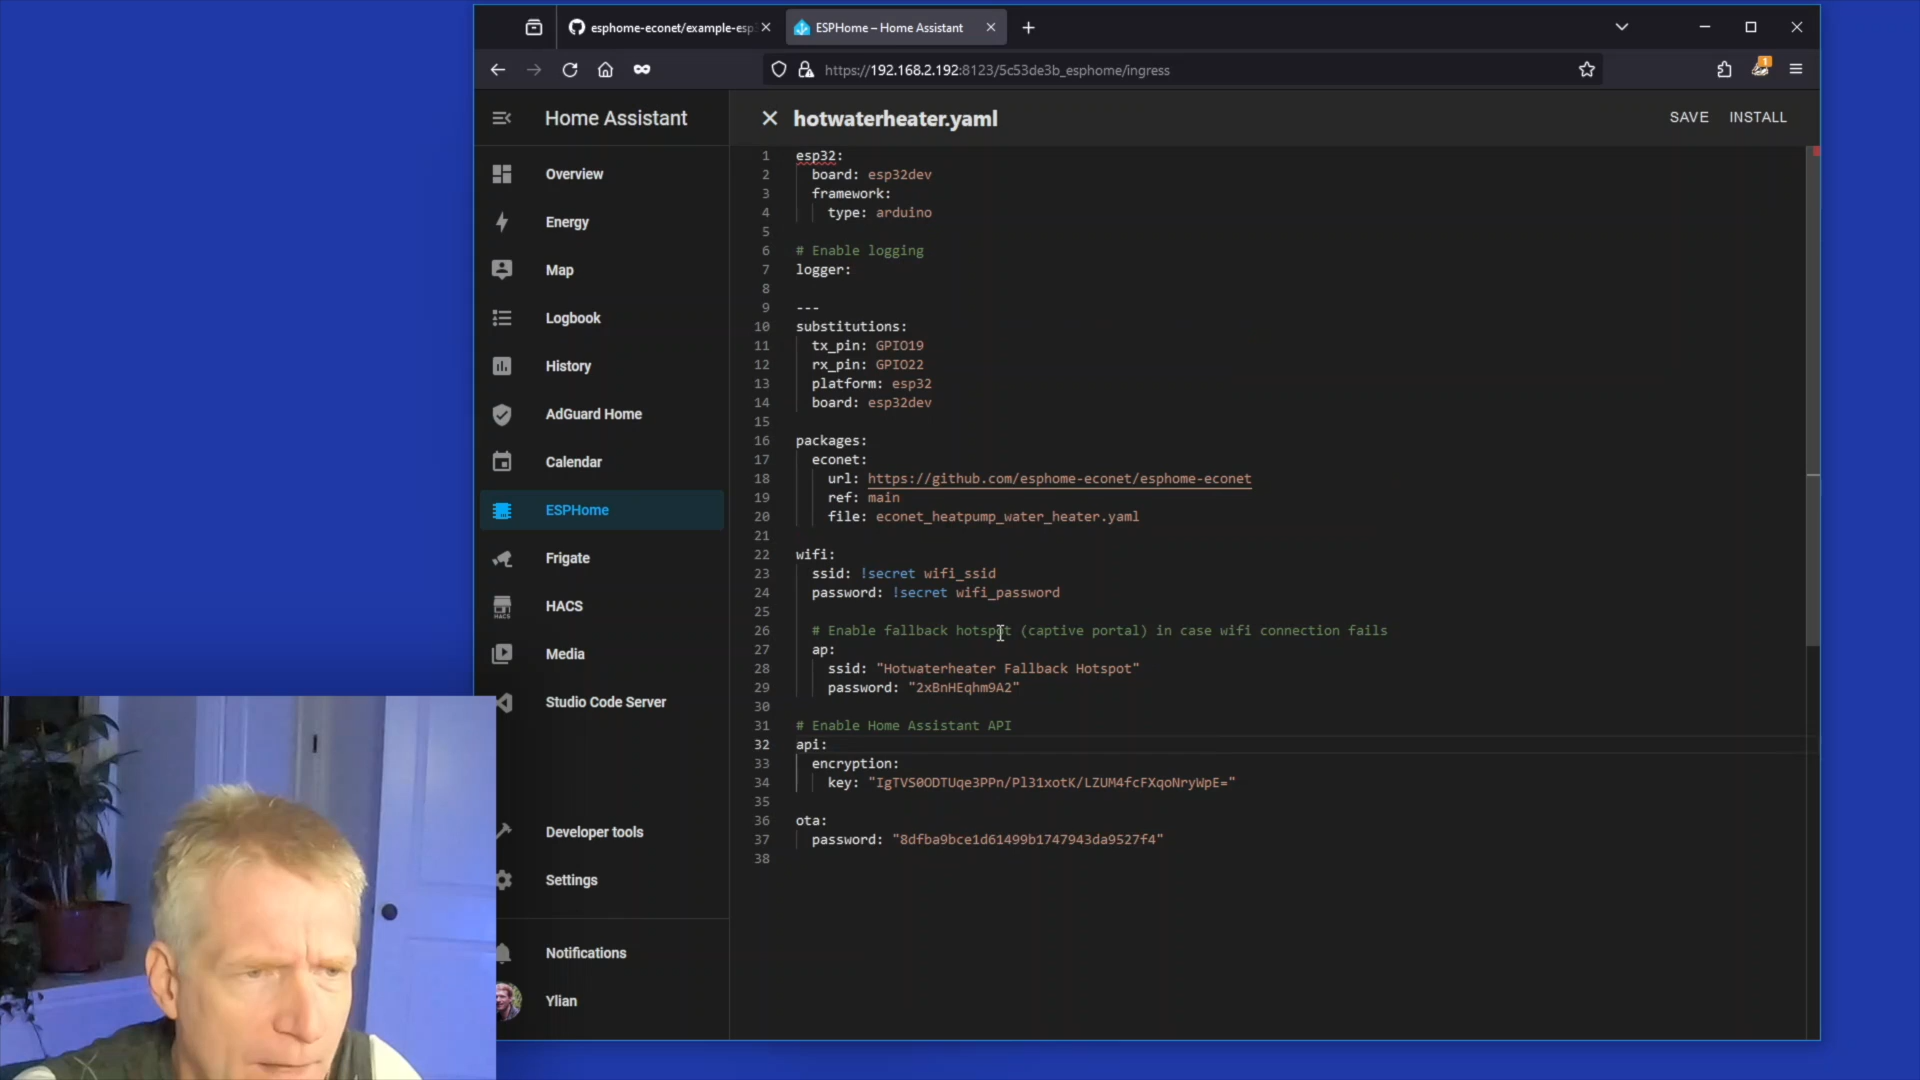 esphome-econet/example-esp
ESPHome – Home Assistant
https://192.168.2.192:8123/5c53de3b_esphome/ingress
1
Home Assistant
hotwaterheater.yaml
SAVE
INSTALL
Overview
Energy
Map
Logbook
History
AdGuard Home
Calendar
ESPHome
Frigate
HACS
HACS
Media
Studio Code Server
Developer tools
Settings
Notifications
Ylian
1 esp32:
2 board: esp32dev
3 framework:
4 type: arduino
5
6 # Enable logging
7 logger:
8
9 ---
10 substitutions:
11 tx_pin: GPIO19
12 rx_pin: GPIO22
13 platform: esp32
14 board: esp32dev
15
16 packages:
17 econet:
18 url: https://github.com/esphome-econet/esphome-econet
19 ref: main
20 file: econet_heatpump_water_heater.yaml
21
22 wifi:
23 ssid: !secret wifi_ssid
24 password: !secret wifi_password
25
26 # Enable fallback hotspot (captive portal) in case wifi connection fails
27 ap:
28 ssid: "Hotwaterheater Fallback Hotspot"
29 password: "2xBnHEqhm9A2"
30
31 # Enable Home Assistant API
32 api:
33 encryption:
34 key: "IgTVS0ODTUqe3PPn/Pl31xotK/LZUM4fcFXqoNryWpE="
35
36 ota:
37 password: "8dfba9bce1d61499b1747943da9527f4"
38